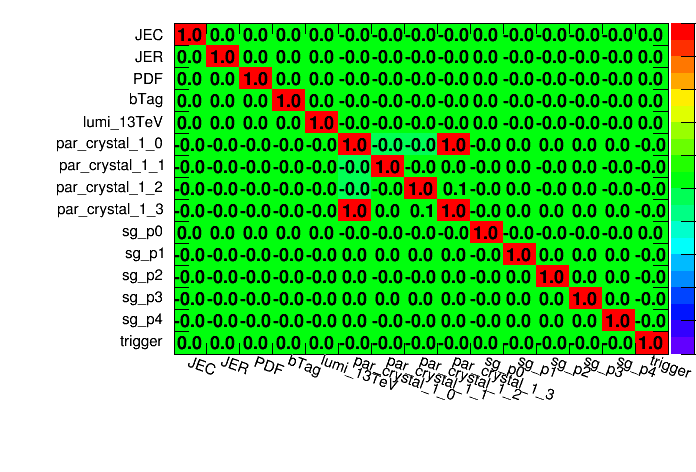 JEC 1.0 0.0 0.0 0.0 0.0 -0.0 -0.0 -0.0 -0.0 0.0 -0.0 -0.0 -0.0 -0.0 0.0
JER 0.0 1.0 0.0 0.0 0.0 -0.0 -0.0 -0.0 -0.0 0.0 -0.0 -0.0 -0.0 -0.0 0.0
PDF 0.0 0.0 1.0 0.0 0.0 -0.0 -0.0 -0.0 -0.0 0.0 -0.0 -0.0 -0.0 -0.0 0.0
bTag 0.0 0.0 0.0 1.0 0.0 -0.0 -0.0 -0.0 -0.0 0.0 -0.0 -0.0 -0.0 -0.0 0.0
lumi_13TeV 0.0 0.0 0.0 0.0 1.0 -0.0 -0.0 -0.0 -0.0 0.0 -0.0 -0.0 -0.0 -0.0 0.0
par_crystal_1_0 -0.0 -0.0 -0.0 -0.0 -0.0 1.0 -0.0 -0.0 1.0 -0.0 0.0 0.0 0.0 0.0 -0.0
par_crystal_1_1 -0.0 -0.0 -0.0 -0.0 -0.0 -0.0 1.0 -0.0 0.0 -0.0 0.0 0.0 0.0 0.0 -0.0
par_crystal_1_2 -0.0 -0.0 -0.0 -0.0 -0.0 -0.0 -0.0 1.0 0.1 -0.0 0.0 0.0 0.0 0.0 -0.0
par_crystal_1_3 -0.0 -0.0 -0.0 -0.0 -0.0 1.0 0.0 0.1 1.0 -0.0 -0.0 0.0 0.0 -0.0 -0.0
sg_p0 0.0 0.0 0.0 0.0 0.0 -0.0 -0.0 -0.0 -0.0 1.0 -0.0 -0.0 -0.0 -0.0 0.0
sg_p1 -0.0 -0.0 -0.0 -0.0 -0.0 0.0 0.0 0.0 -0.0 -0.0 1.0 0.0 0.0 0.0 -0.0
sg_p2 -0.0 -0.0 -0.0 -0.0 -0.0 0.0 0.0 0.0 0.0 -0.0 0.0 1.0 0.0 0.0 -0.0
sg_p3 -0.0 -0.0 -0.0 -0.0 -0.0 0.0 0.0 0.0 0.0 -0.0 0.0 0.0 1.0 -0.0 -0.0
sg_p4 -0.0 -0.0 -0.0 -0.0 -0.0 0.0 0.0 0.0 -0.0 -0.0 0.0 0.0 -0.0 1.0 -0.0
trigger 0.0 0.0 0.0 0.0 0.0 -0.0 -0.0 -0.0 -0.0 0.0 -0.0 -0.0 -0.0 -0.0 1.0
JEC JER PDF bTag lumi_13TeV par_crystal_1_0 par_crystal_1_1 par_crystal_1_2 par_crystal_1_3 sg_p0 sg_p1 sg_p2 sg_p3 sg_p4 trigger